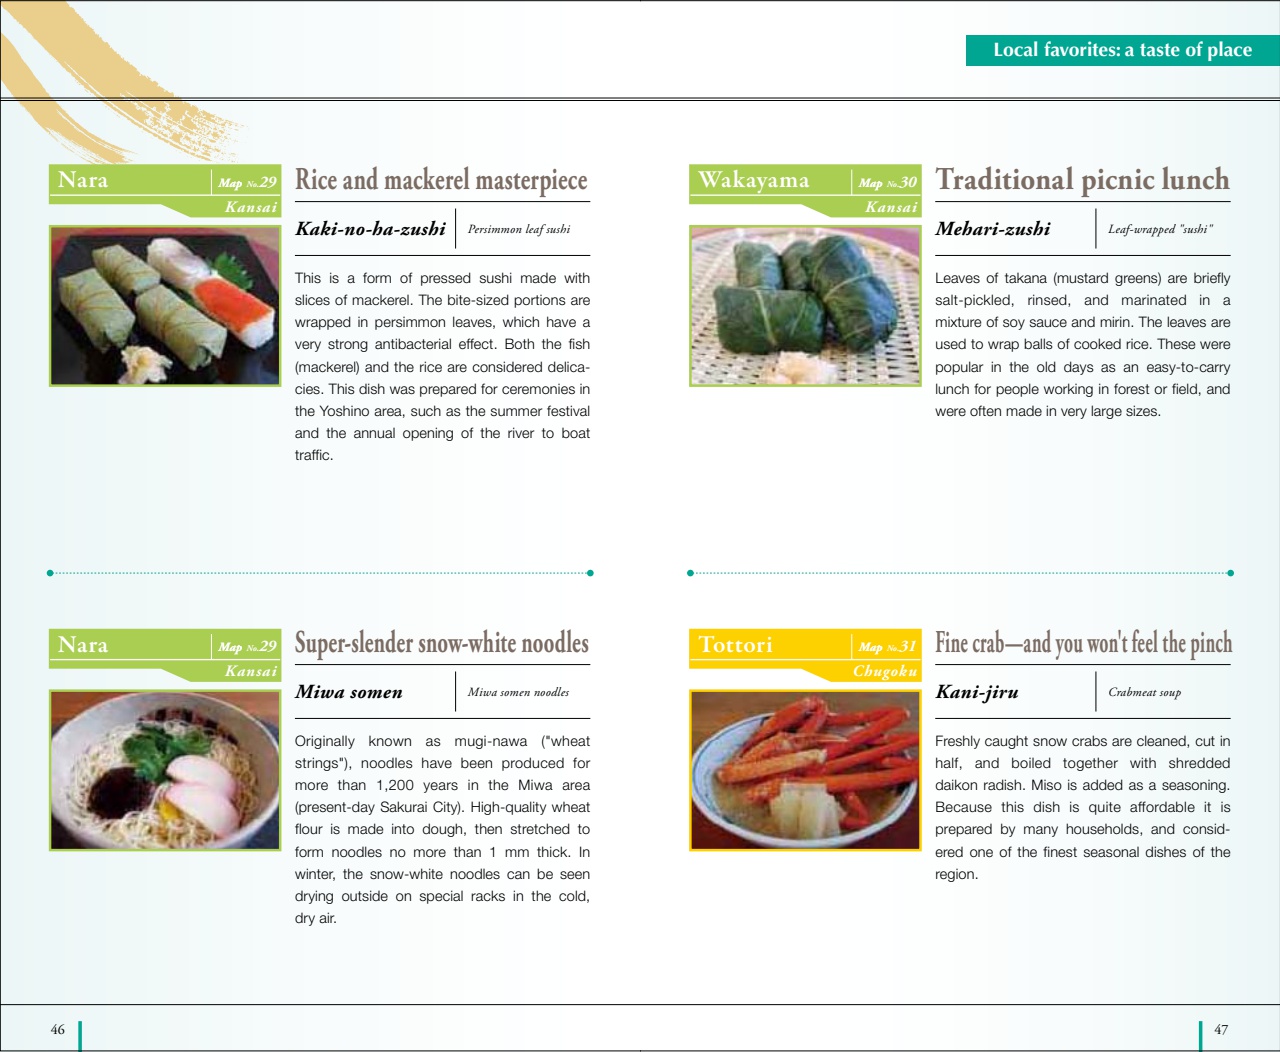 Local favorites: a taste of place
Nara
Map No.29
Kansai
Rice and mackerel masterpiece
Kaki-no-ha-zushi
Persimmon leaf sushi
This is a form of pressed sushi made with
slices of mackerel. The bite-sized portions are
wrapped in persimmon leaves, which have a
very strong antibacterial effect. Both the fish
(mackerel) and the rice are considered delica-
cies. This dish was prepared for ceremonies in
the Yoshino area, such as the summer festival
and the annual opening of the river to boat
traffic.
Nara
Map No.29
Kansai
Super-slender snow-white noodles
Miwa somen
Miwa somen noodles
Originally known as mugi-nawa ("wheat
strings"), noodles have been produced for
more than 1,200 years in the Miwa area
(present-day Sakurai City). High-quality wheat
flour is made into dough, then stretched to
form noodles no more than 1 mm thick. In
winter, the snow-white noodles can be seen
drying outside on special racks in the cold,
dry air.
46
Wakayama
Map No.30
Kansai
Traditional picnic lunch
Mehari-zushi
Leaf-wrapped "sushi"
Leaves of takana (mustard greens) are briefly
salt-pickled, rinsed, and marinated in a
mixture of soy sauce and mirin. The leaves are
used to wrap balls of cooked rice. These were
popular in the old days as an easy-to-carry
lunch for people working in forest or field, and
were often made in very large sizes.
Tottori
Map No.31
Chugoku
Fine crab—and you won't feel the pinch
Kani-jiru
Crabmeat soup
Freshly caught snow crabs are cleaned, cut in
half, and boiled together with shredded
daikon radish. Miso is added as a seasoning.
Because this dish is quite affordable it is
prepared by many households, and consid-
ered one of the finest seasonal dishes of the
region.
47